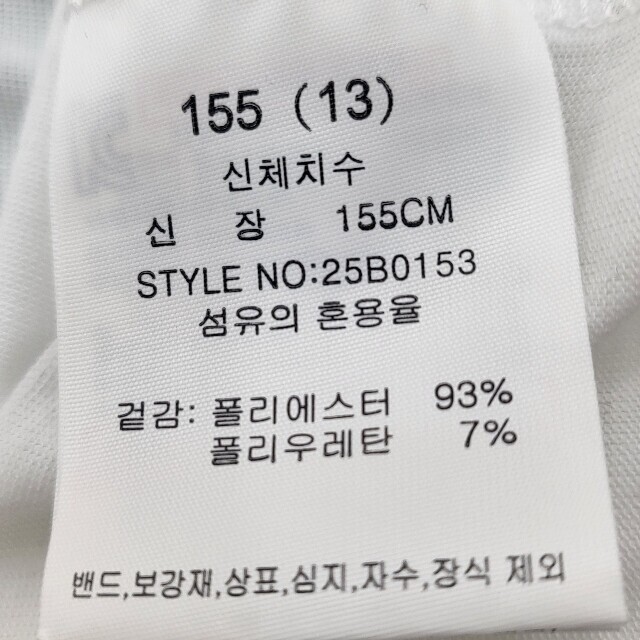 155 (13)
신체치수
신 장 155CM
STYLE NO:25B0153
섬유의 혼용율
겉감: 폴리에스터 93%
폴리우레탄 7%
밴드,보강재,상표,심지,자수,장식 제외